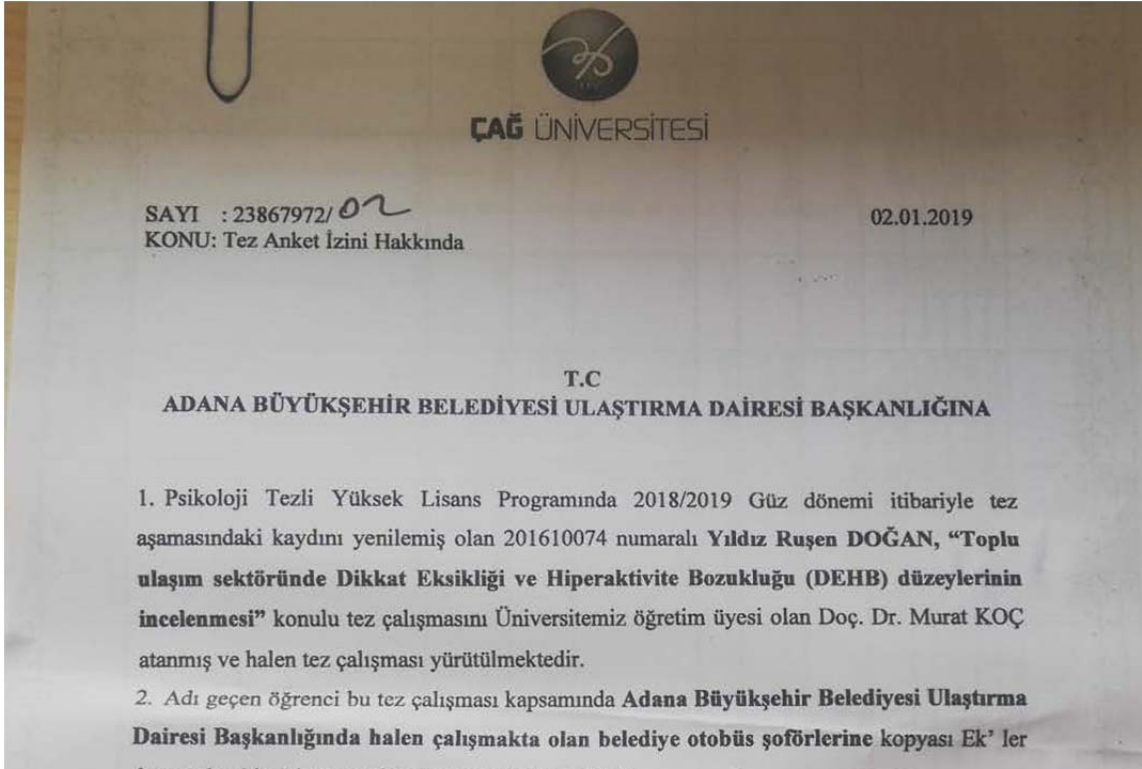 ÇAĞ ÜNİVERSİTESİ
SAYI : 23867972/ 02
02.01.2019
KONU: Tez Anket İzini Hakkında
T.C
ADANA BÜYÜKŞEHİR BELEDİYESİ ULAŞTIRMA DAİRESİ BAŞKANLIĞINA
1. Psikoloji Tezli Yüksek Lisans Programında 2018/2019 Güz dönemi itibariyle tez
aşamasındaki kaydını yenilemiş olan 201610074 numaralı Yıldız Ruşen DOĞAN, “Toplu
ulaşım sektöründe Dikkat Eksikliği ve Hiperaktivite Bozukluğu (DEHB) düzeylerinin
incelenmesi” konulu tez çalışmasını Üniversitemiz öğretim üyesi olan Doç. Dr. Murat KOÇ
atanmış ve halen tez çalışması yürütülmektedir.
2. Adı geçen öğrenci bu tez çalışması kapsamında Adana Büyükşehir Belediyesi Ulaştırma
Dairesi Başkanlığında halen çalışmakta olan belediye otobüs şoförlerine kopyası Ek’ ler